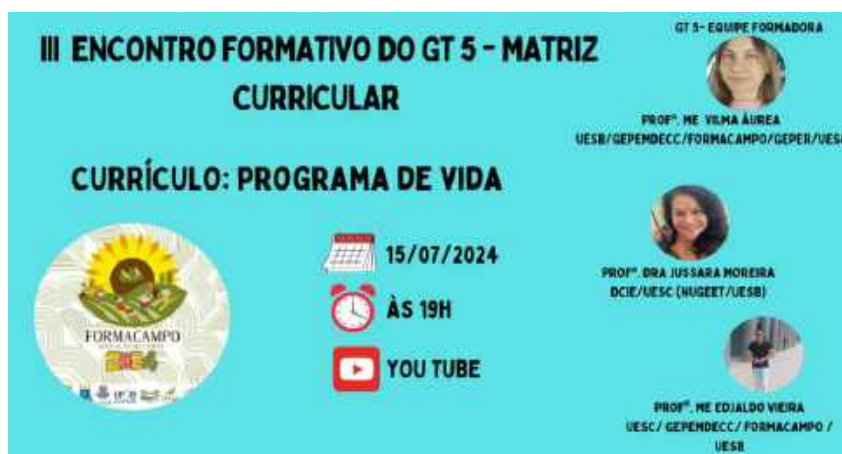 III ENCONTRO FORMATIVO DO GT 5 - MATRIZ
CURRICULAR
CURRÍCULO: PROGRAMA DE VIDA
FORMACAMPO
2024
15/07/2024
ÀS 19H
YOU TUBE
GT 5- EQUIPE FORMADORA
PROFª. ME VILMA ÁUREA
UESB/GEPEMDECC/FORMACAMPO/GEPER/UESB
PROFª. DRA JUSSARA MOREIRA
DCIE/UESC (NUGEET/UESB)
PROFº. ME EDJALDO VIEIRA
UESC/ GEPEMDECC/ FORMACAMPO /
UESB